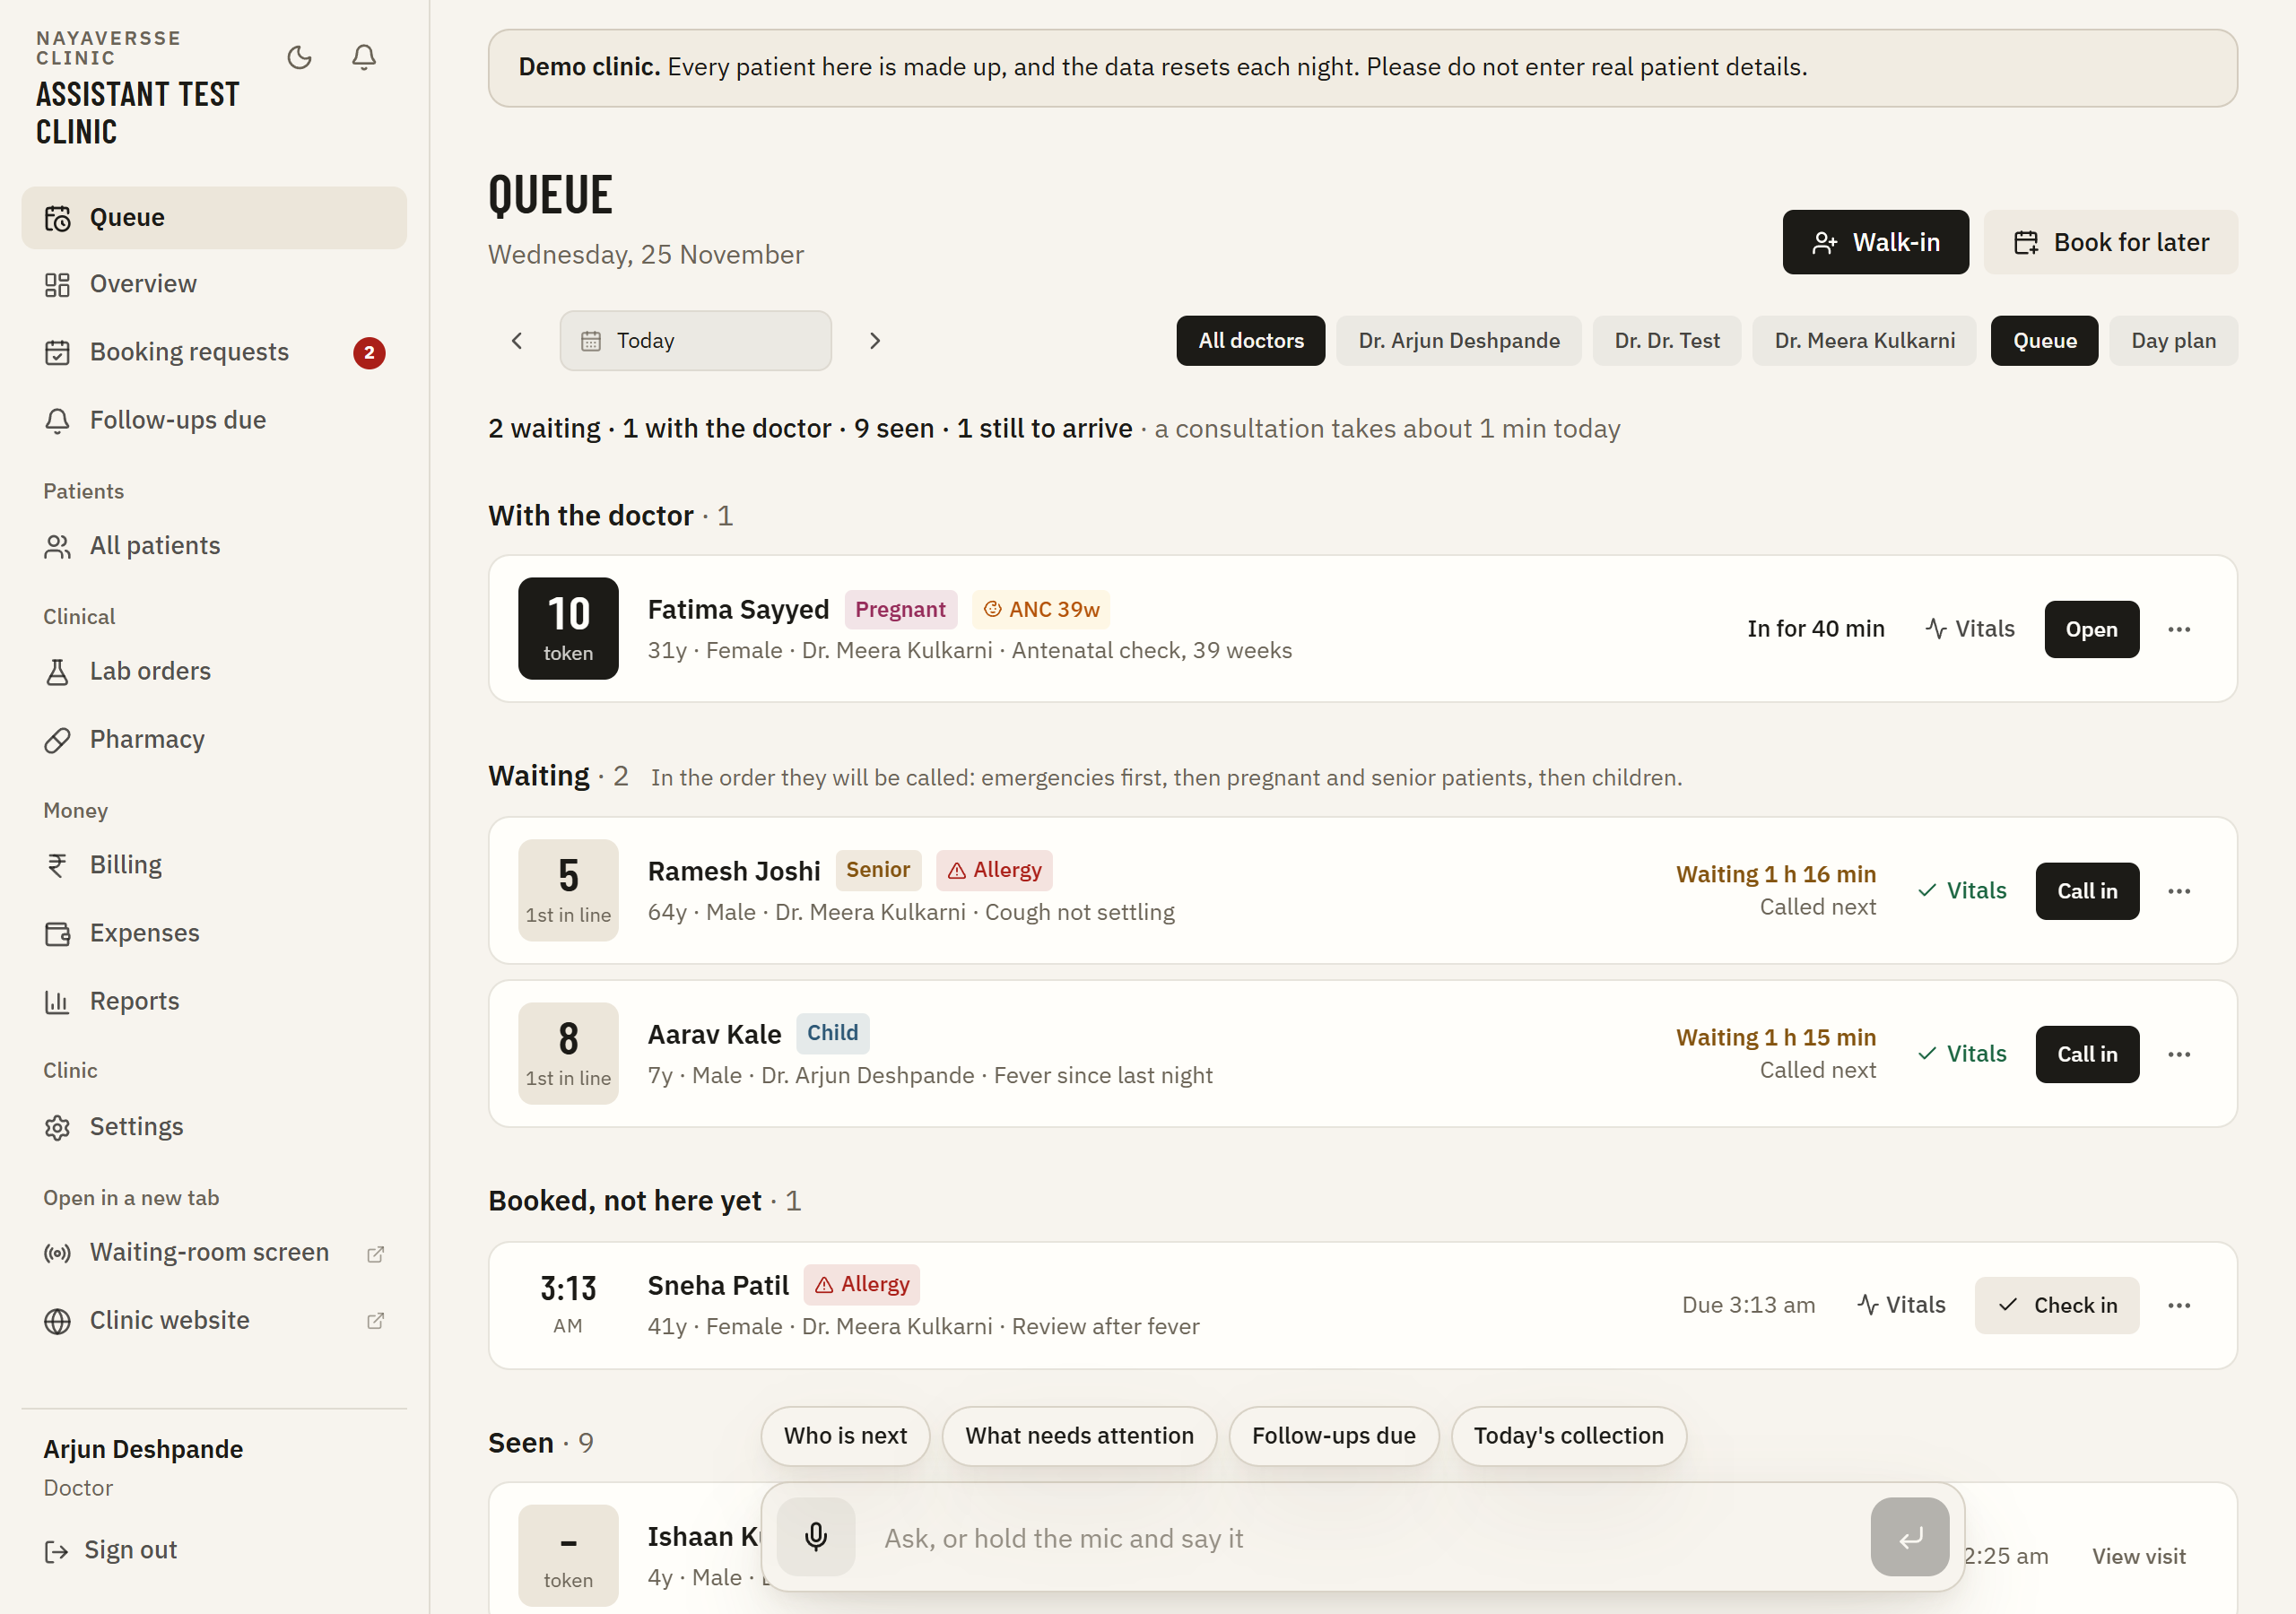 NAYAVERSSE
CLINIC
ASSISTANT TEST
CLINIC
Queue
Overview
Booking requests 2
Follow-ups due
Patients
All patients
Clinical
Lab orders
Pharmacy
Money
Billing
Expenses
Reports
Clinic
Settings
Open in a new tab
Waiting-room screen
Clinic website
Arjun Deshpande
Doctor
Sign out
Demo clinic. Every patient here is made up, and the data resets each night. Please do not enter real patient details.
QUEUE
Wednesday, 25 November
Walk-in Book for later
Today
All doctors Dr. Arjun Deshpande Dr. Dr. Test Dr. Meera Kulkarni Queue Day plan
2 waiting · 1 with the doctor · 9 seen · 1 still to arrive · a consultation takes about 1 min today
With the doctor · 1
10
token
Fatima Sayyed Pregnant ANC 39w
31y · Female · Dr. Meera Kulkarni · Antenatal check, 39 weeks
In for 40 min Vitals Open
Waiting · 2 In the order they will be called: emergencies first, then pregnant and senior patients, then children.
5
1st in line
Ramesh Joshi Senior Allergy
64y · Male · Dr. Meera Kulkarni · Cough not settling
Waiting 1 h 16 min
Called next
Vitals Call in
8
1st in line
Aarav Kale Child
7y · Male · Dr. Arjun Deshpande · Fever since last night
Waiting 1 h 15 min
Called next
Vitals Call in
Booked, not here yet · 1
3:13
AM
Sneha Patil Allergy
41y · Female · Dr. Meera Kulkarni · Review after fever
Due 3:13 am Vitals Check in
Seen · 9
Who is next What needs attention Follow-ups due Today's collection
–
token
Ishaan
4y · Male ·
Ask, or hold the mic and say it
2:25 am View visit